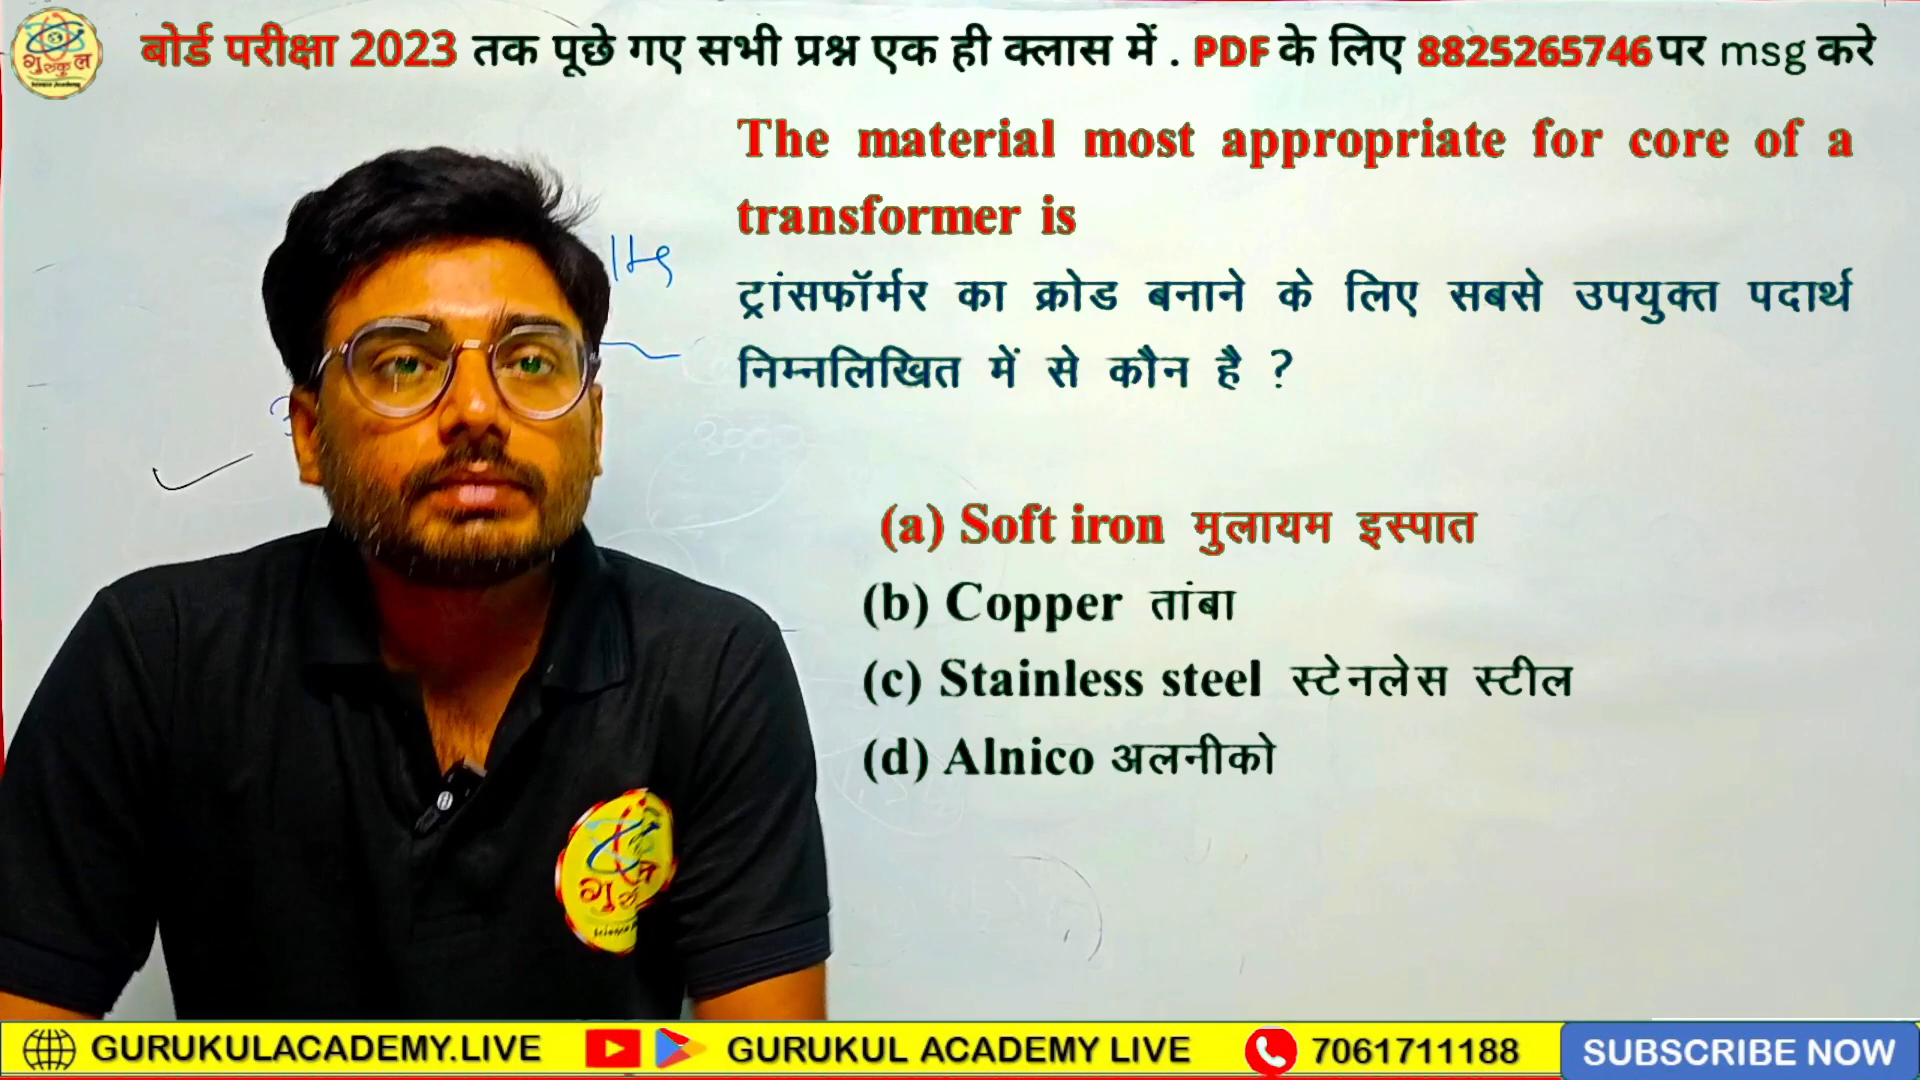 गुरुकुल
Science Academy
बोर्ड परीक्षा 2023 तक पूछे गए सभी प्रश्न एक ही क्लास में . PDF के लिए 8825265746 पर msg करे
The material most appropriate for core of a
transformer is
ट्रांसफॉर्मर का क्रोड बनाने के लिए सबसे उपयुक्त पदार्थ
निम्नलिखित में से कौन है ?
(a) Soft iron मुलायम इस्पात
(b) Copper तांबा
(c) Stainless steel स्टेनलेस स्टील
(d) Alnico अलनीको
GURUKULACADEMY.LIVE GURUKUL ACADEMY LIVE 7061711188 SUBSCRIBE NOW